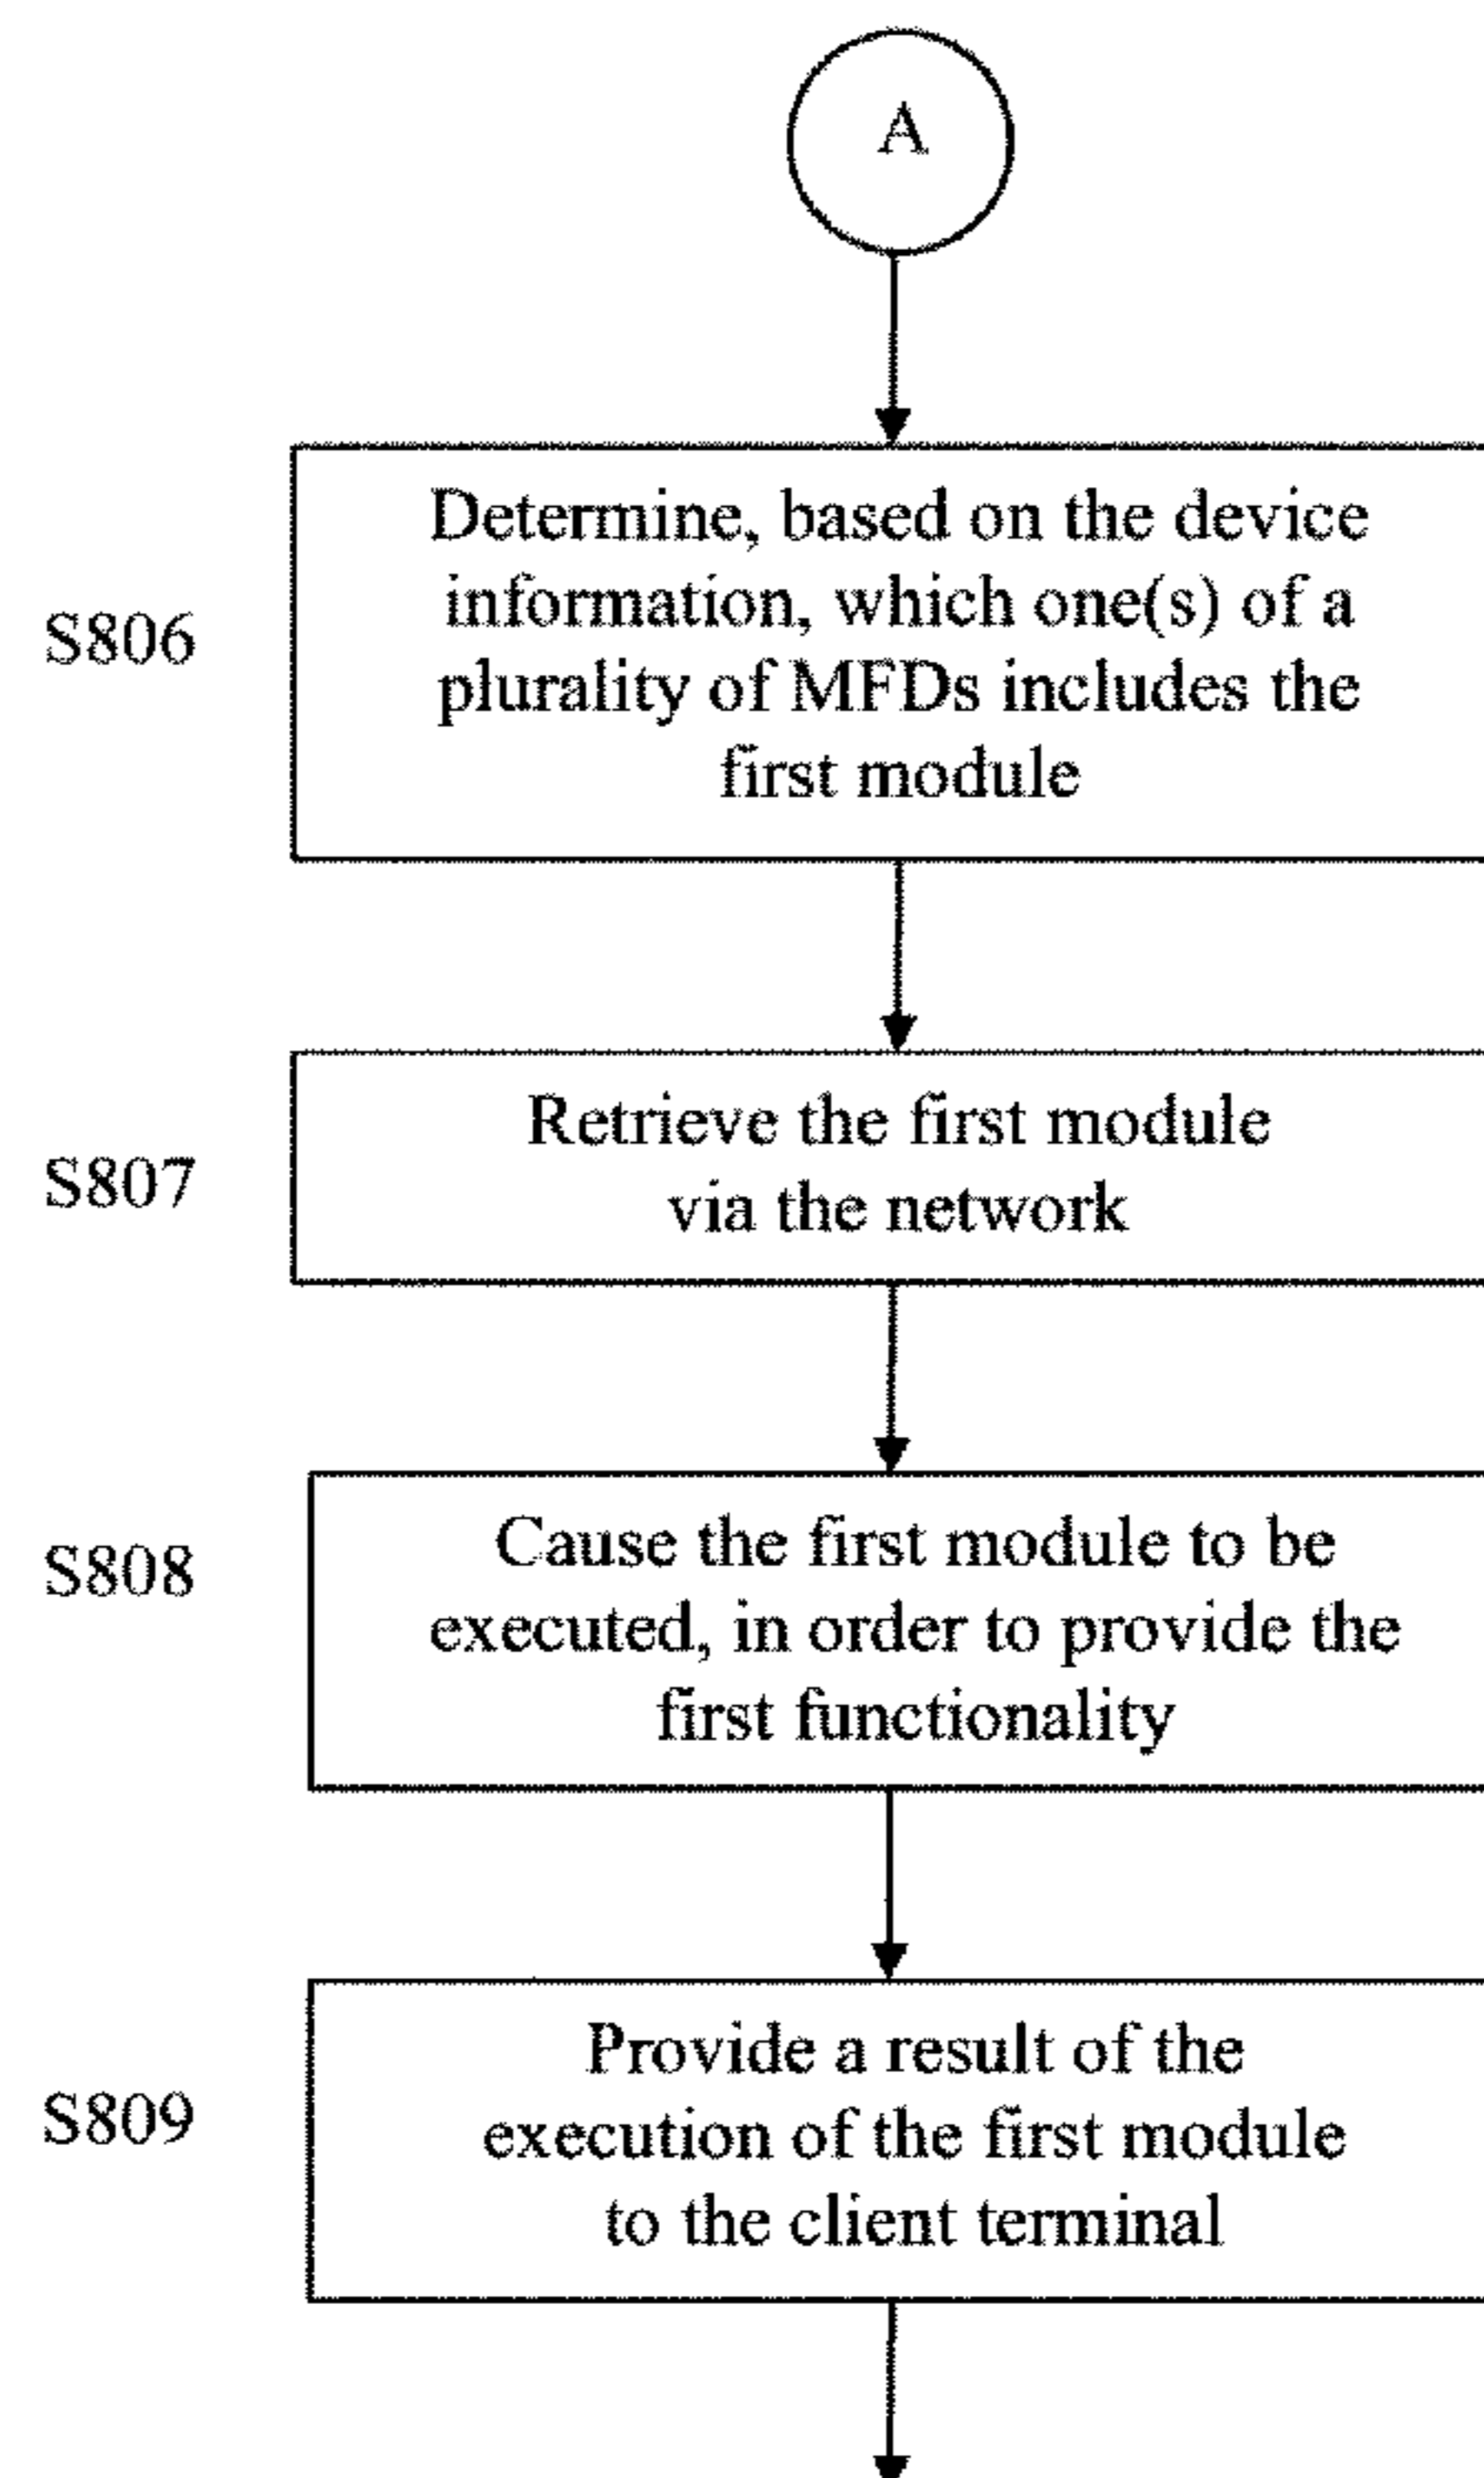 A
Determine, based on the device
information, which one(s) of a
S806
plurality of MFDs includes the
first module
Retrieve the first module
S807
via the network
Cause the first module to be
S808
executed, in order to provide the
first functionality
Provide a result of the
S809
execution of the first module
to the client terminal